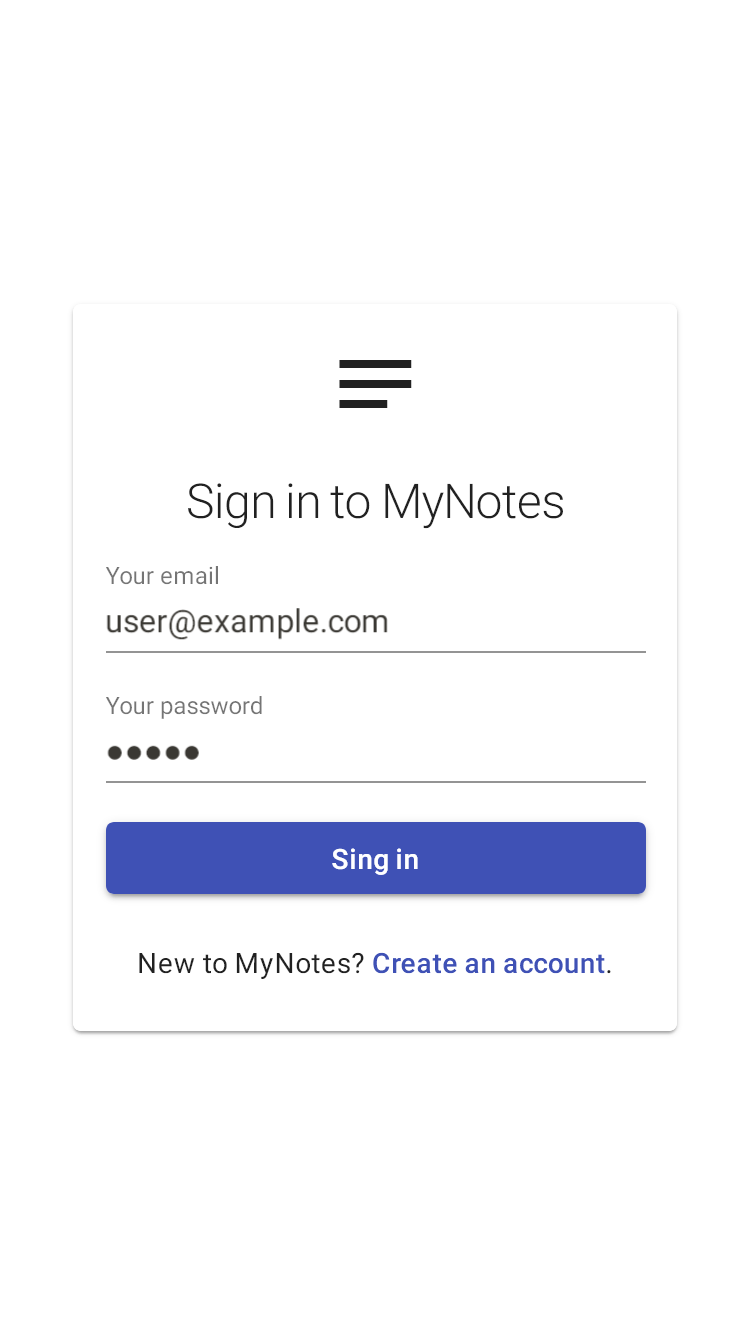 Sign in to MyNotes
Your email
user@example.com
Your password
●●●●●
Sing in
New to MyNotes? Create an account.